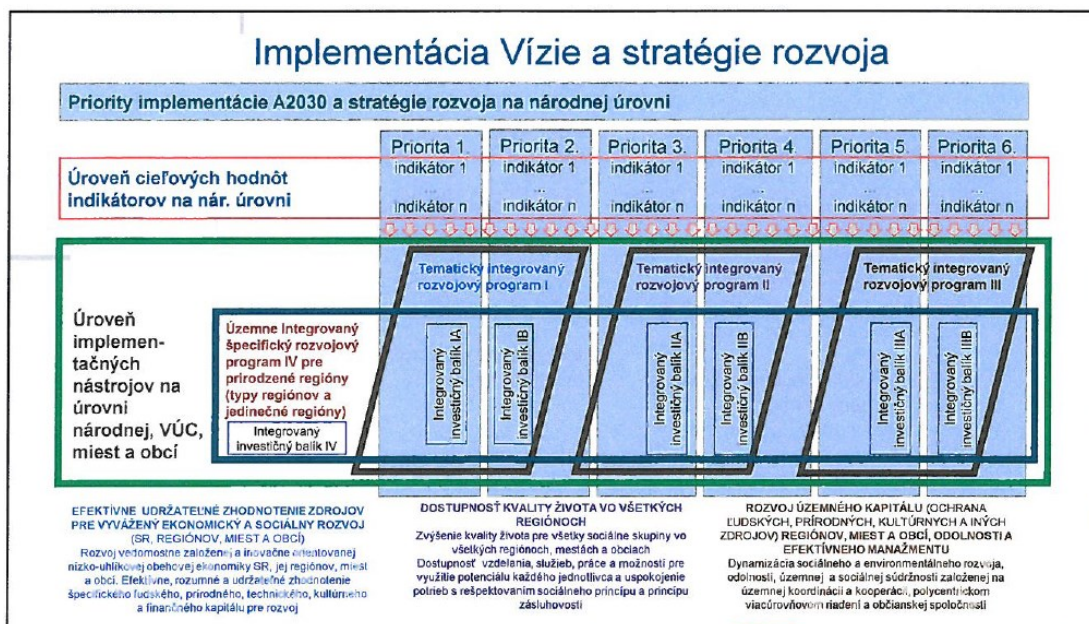 Implementácia Vízie a stratégie rozvoja
Priority implementácie A2030 a stratégie rozvoja na národnej úrovni
Priorita 1.
indikátor 1
...
indikátor n
Priorita 2.
indikátor 1
...
indikátor n
Priorita 3.
indikátor 1
...
indikátor n
Priorita 4.
indikátor 1
...
indikátor n
Priorita 5.
indikátor 1
...
indikátor n
Priorita 6.
indikátor 1
...
indikátor n
Úroveň cieľových hodnôt
indikátorov na nár. úrovni
Tematický integrovaný
rozvojový program I
Tematický integrovaný
rozvojový program II
Tematický integrovaný
rozvojový program III
Úroveň
implemen-
tačných
nástrojov na
úrovni
národnej, VÚC,
miest a obcí
Územne Integrovaný
špecifický rozvojový
program IV pre
prirodzené regióny
(typy regiónov a
jedinečné regióny)
Integrovaný
investičný balík IV
Integrovaný
investičný balík IA
Integrovaný
investičný balík IB
Integrovaný
investičný balík IIA
Integrovaný
investičný balík IIB
Integrovaný
investičný balík IIIA
Integrovaný
investičný balík IIIB
EFEKTÍVNE UDRŽATEĽNÉ ZHODNOTENIE ZDROJOV
PRE VYVÁŽENÝ EKONOMICKÝ A SOCIÁLNY ROZVOJ
(SR, REGIÓNOV, MIEST A OBCÍ)
Rozvoj vedomostne založenej a inovačne orientovanej
nízko-uhlíkovej obehovej ekonomiky SR, jej regiónov, miest
a obcí. Efektívne, rozumné a udržateľné zhodnotenie
špecifického ľudského, prírodného, technického, kultúrneho
a finančného kapitálu pre rozvoj
DOSTUPNOSŤ KVALITY ŽIVOTA VO VŠETKÝCH
REGIÓNOCH
Zvýšenie kvality života pre všetky sociálne skupiny vo
všetkých regiónoch, mestách a obciach
Dostupnosť vzdelania, služieb, práce a možností pre
využitie potenciálu každého jednotlivca a uspokojenie
potrieb s rešpektovaním sociálneho princípu a princípu
zásluhovosti
ROZVOJ ÚZEMNÉHO KAPITÁLU (OCHRANA
ĽUDSKÝCH, PRÍRODNÝCH, KULTÚRNYCH A INÝCH
ZDROJOV) REGIÓNOV, MIEST A OBCÍ, ODOLNOSTI A
EFEKTÍVNEHO MANAŽMENTU
Dynamizácia sociálneho a environmentálneho rozvoja,
odolnosti, územnej a sociálnej súdržnosti založenej na
územnej koordinácii a kooperácii, polycentrickom
viacúrovňovom riadení a občianskej spoločnosti